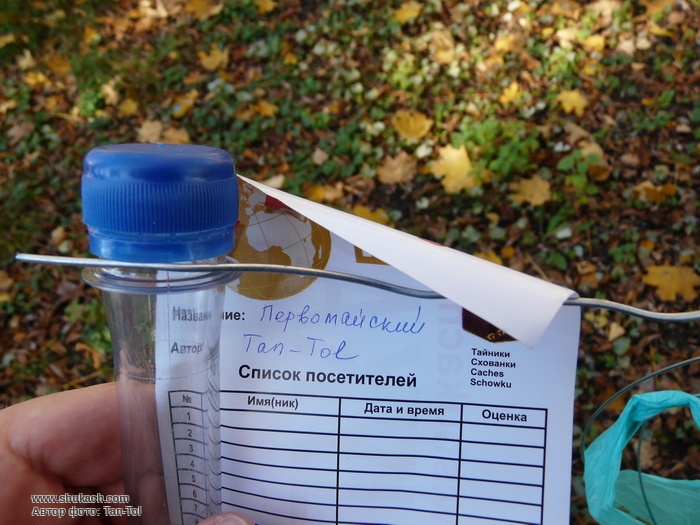 Название: Первомайский
Автор Tan-Tol
Тайники
Схованки
Caches
Schowku
Список посетителей
№ Имя(ник) Дата и время Оценка
1
2
3
4
5
6
7
www.shukach.com
Автор фото: Tan-Tol